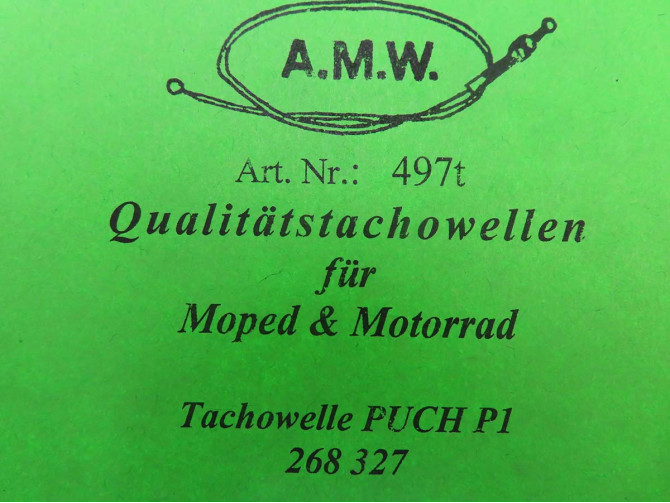 A.M.W.
Art. Nr.: 497t
Qualitätstachowellen
für
Moped & Motorrad
Tachowelle PUCH P1
268 327